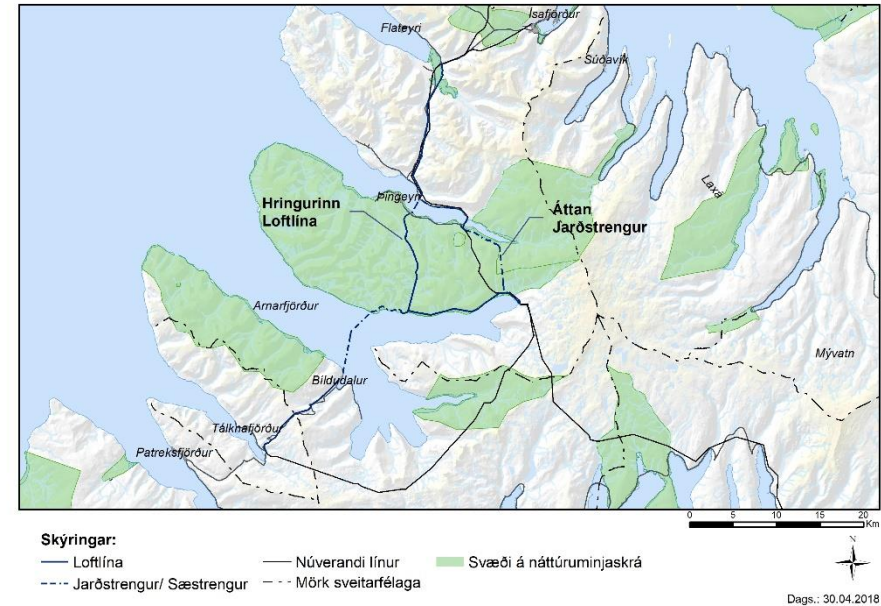 Ísafjörður
Flateyri
Súðavík
Þingeyri
Laxá
Hringurinn
Loftlína
Áttan
Jarðstrengur
Arnarfjörður
Mývatn
Bíldudalur
Tálknafjörður
Patreksfjörður
0 5 10 15 20
Km
Skýringar:
Loftlína
Núverandi línur
Svæði á náttúruminjaskrá
Jarðstrengur/ Sæstrengur
Mörk sveitarfélaga
N
Dags.: 30.04.2018